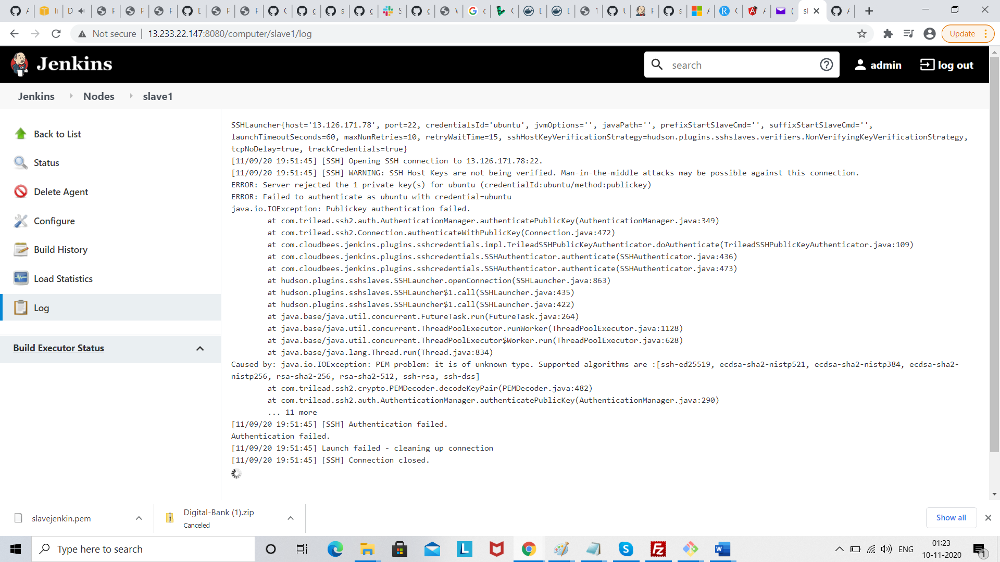 Not secure | 13.233.22.147:8080/computer/slave1/log
Update
Jenkins
search
admin
log out
Jenkins
Nodes
slave1
Back to List
Status
Delete Agent
Configure
Build History
Load Statistics
Log
Build Executor Status
SSHLauncher{host='13.126.171.78', port=22, credentialsId='ubuntu', jvmOptions='', javaPath='', prefixStartSlaveCmd='', suffixStartSlaveCmd='',
launchTimeoutSeconds=60, maxNumRetries=10, retryWaitTime=15, sshHostKeyVerificationStrategy=hudson.plugins.sshslaves.verifiers.NonVerifyingKeyVerificationStrategy,
tcpNoDelay=true, trackCredentials=true}
[11/09/20 19:51:45] [SSH] Opening SSH connection to 13.126.171.78:22.
[11/09/20 19:51:45] [SSH] WARNING: SSH Host Keys are not being verified. Man-in-the-middle attacks may be possible against this connection.
ERROR: Server rejected the 1 private key(s) for ubuntu (credentialId:ubuntu/method:publickey)
ERROR: Failed to authenticate as ubuntu with credential=ubuntu
java.io.IOException: Publickey authentication failed.
at com.trilead.ssh2.auth.AuthenticationManager.authenticatePublicKey(AuthenticationManager.java:349)
at com.trilead.ssh2.Connection.authenticateWithPublicKey(Connection.java:472)
at com.cloudbees.jenkins.plugins.sshcredentials.impl.TrileadSSHPublicKeyAuthenticator.doAuthenticate(TrileadSSHPublicKeyAuthenticator.java:109)
at com.cloudbees.jenkins.plugins.sshcredentials.SSHAuthenticator.authenticate(SSHAuthenticator.java:436)
at com.cloudbees.jenkins.plugins.sshcredentials.SSHAuthenticator.authenticate(SSHAuthenticator.java:473)
at hudson.plugins.sshslaves.SSHLauncher.openConnection(SSHLauncher.java:863)
at hudson.plugins.sshslaves.SSHLauncher$1.call(SSHLauncher.java:435)
at hudson.plugins.sshslaves.SSHLauncher$1.call(SSHLauncher.java:422)
at java.base/java.util.concurrent.FutureTask.run(FutureTask.java:264)
at java.base/java.util.concurrent.ThreadPoolExecutor.runWorker(ThreadPoolExecutor.java:1128)
at java.base/java.util.concurrent.ThreadPoolExecutor$Worker.run(ThreadPoolExecutor.java:628)
at java.base/java.lang.Thread.run(Thread.java:834)
Caused by: java.io.IOException: PEM problem: it is of unknown type. Supported algorithms are :[ssh-ed25519, ecdsa-sha2-nistp521, ecdsa-sha2-nistp384, ecdsa-sha2-
nistp256, rsa-sha2-256, rsa-sha2-512, ssh-rsa, ssh-dss]
at com.trilead.ssh2.crypto.PEMDecoder.decodeKeyPair(PEMDecoder.java:482)
at com.trilead.ssh2.auth.AuthenticationManager.authenticatePublicKey(AuthenticationManager.java:290)
... 11 more
[11/09/20 19:51:45] [SSH] Authentication failed.
Authentication failed.
[11/09/20 19:51:45] Launch failed - cleaning up connection
[11/09/20 19:51:45] [SSH] Connection closed.
slavejenkin.pem
Digital-Bank (1).zip
Canceled
Show all
Type here to search
ENG
01:23
10-11-2020
1